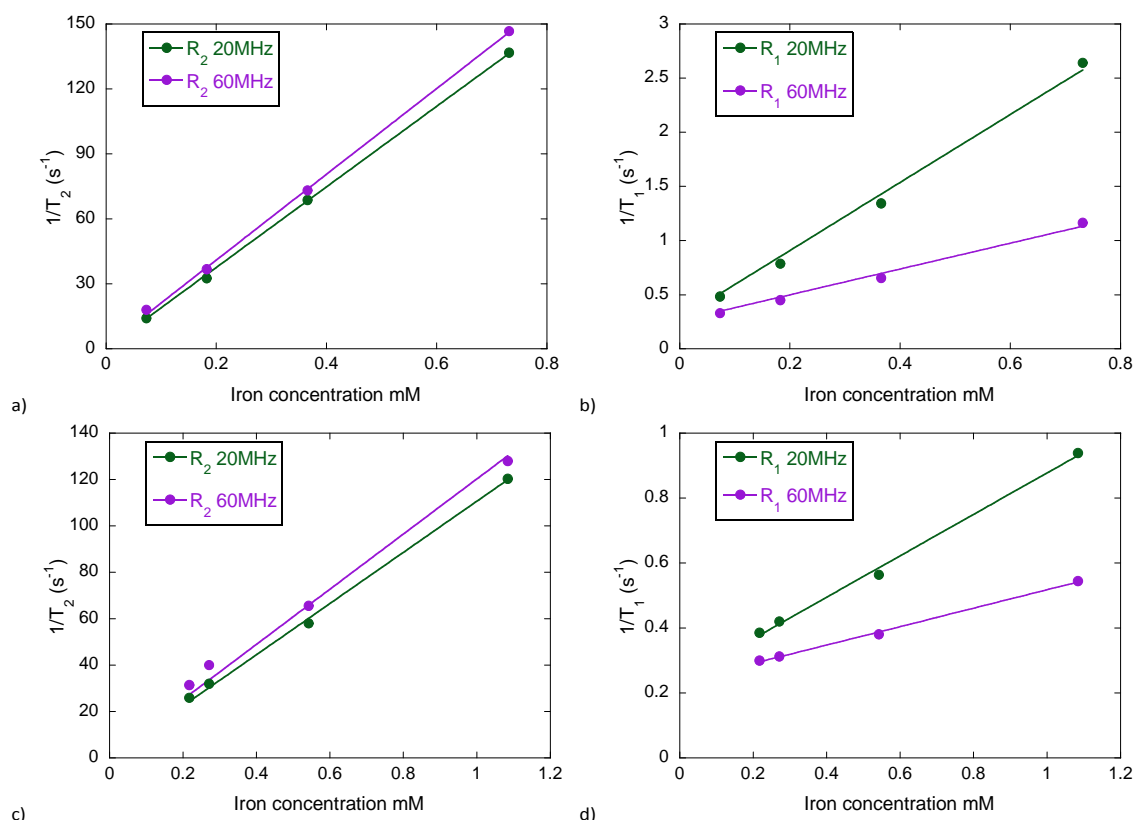 150
120
90
60
30
0
1/T2 (s-1)
R2 20MHz
R2 60MHz
0 0.2 0.4 0.6 0.8
Iron concentration mM
a)
3
2.5
2
1.5
1
0.5
0
1/T1 (s-1)
R1 20MHz
R1 60MHz
0 0.2 0.4 0.6 0.8
Iron concentration mM
b)
140
120
100
80
60
40
20
0
1/T2 (s-1)
R2 20MHz
R2 60MHz
0 0.2 0.4 0.6 0.8 1 1.2
Iron concentration mM
c)
1
0.8
0.6
0.4
0.2
0
1/T1 (s-1)
R1 20MHz
R1 60MHz
0 0.2 0.4 0.6 0.8 1 1.2
Iron concentration mM
d)